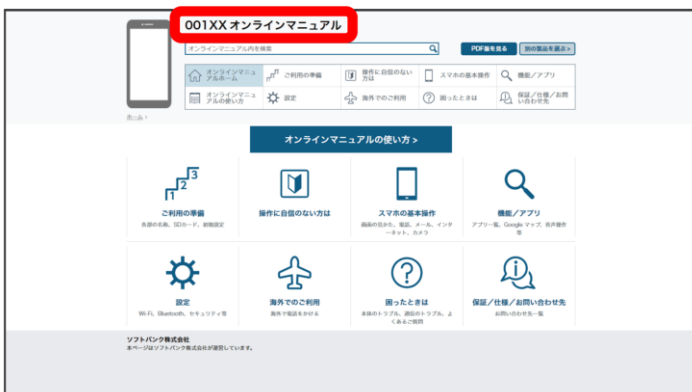 001XX オンラインマニュアル
オンラインマニュアル内を検索
PDF版を見る
別の製品を選ぶ >
オンラインマニュ
アルホーム
ご利用の準備
操作に自信のない
方は
スマホの基本操作
機能/アプリ
オンラインマニュ
アルの使い方
設定
海外でのご利用
困ったときは
保証/仕様/お問
い合わせ先
ホーム ›
オンラインマニュアルの使い方 >
1 2 3
ご利用の準備
各部の名称、SDカード、初期設定
操作に自信のない方は
スマホの基本操作
画面の見かた、電話、メール、インタ
ーネット、カメラ
機能/アプリ
アプリ一覧、Google マップ、音声操作
等
設定
Wi-Fi、Bluetooth、セキュリティ等
海外でのご利用
海外で電話をかける
困ったときは
本体のトラブル、通信のトラブル、よ
くあるご質問
保証/仕様/お問い合わせ先
お問い合わせ先一覧
ソフトバンク株式会社
本ページはソフトバンク株式会社が運営しています。